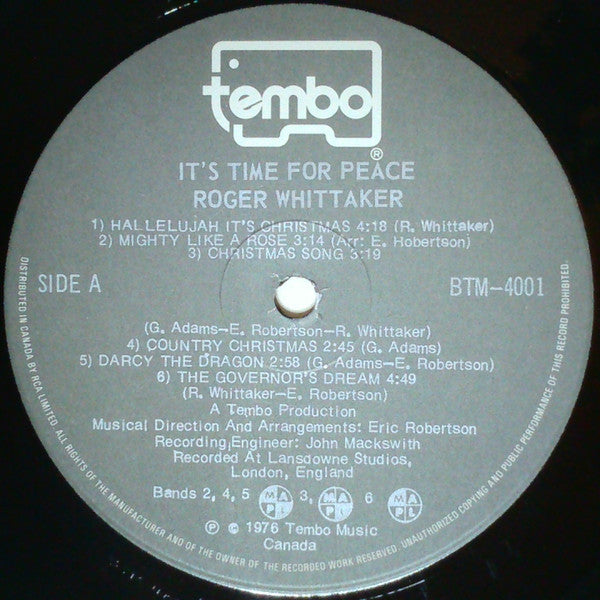 tembo
®
IT'S TIME FOR PEACE
ROGER WHITTAKER
1) HALLELUJAH IT'S CHRISTMAS 4:18 (R. Whittaker)
2) MIGHTY LIKE A ROSE 3:14 (Arr: E. Hobertson)
3) CHRISTMAS SONG 3:19
SIDE A
BTM-4001
(G. Adams-E. Robertson-R. Whittaker)
4) COUNTRY CHRISTMAS 2:45 (G. Adams)
5) DARCY THE DRAGON 2:58 (G. Adams-E. Robertson)
6) THE GOVERNOR'S DREAM 4:49
(R. Whittaker-E. Robertson)
A Tembo Production
Musical Direction And Arrangements: Eric Robertson
Recording Engineer: John Mackswith
Recorded At Lansdowne Studios,
London, England
Bands 2, 4, 5 MAPL 3, MAPL 6 MAPL
℗ © 1976 Tembo Music
Canada
DISTRIBUTED IN CANADA BY RCA LIMITED. ALL RIGHTS OF THE MANUFACTURER AND OF THE OWNER OF THE RECORDED WORK RESERVED. UNAUTHORIZED COPYING AND PUBLIC PERFORMANCE OF THIS RECORD PROHIBITED.